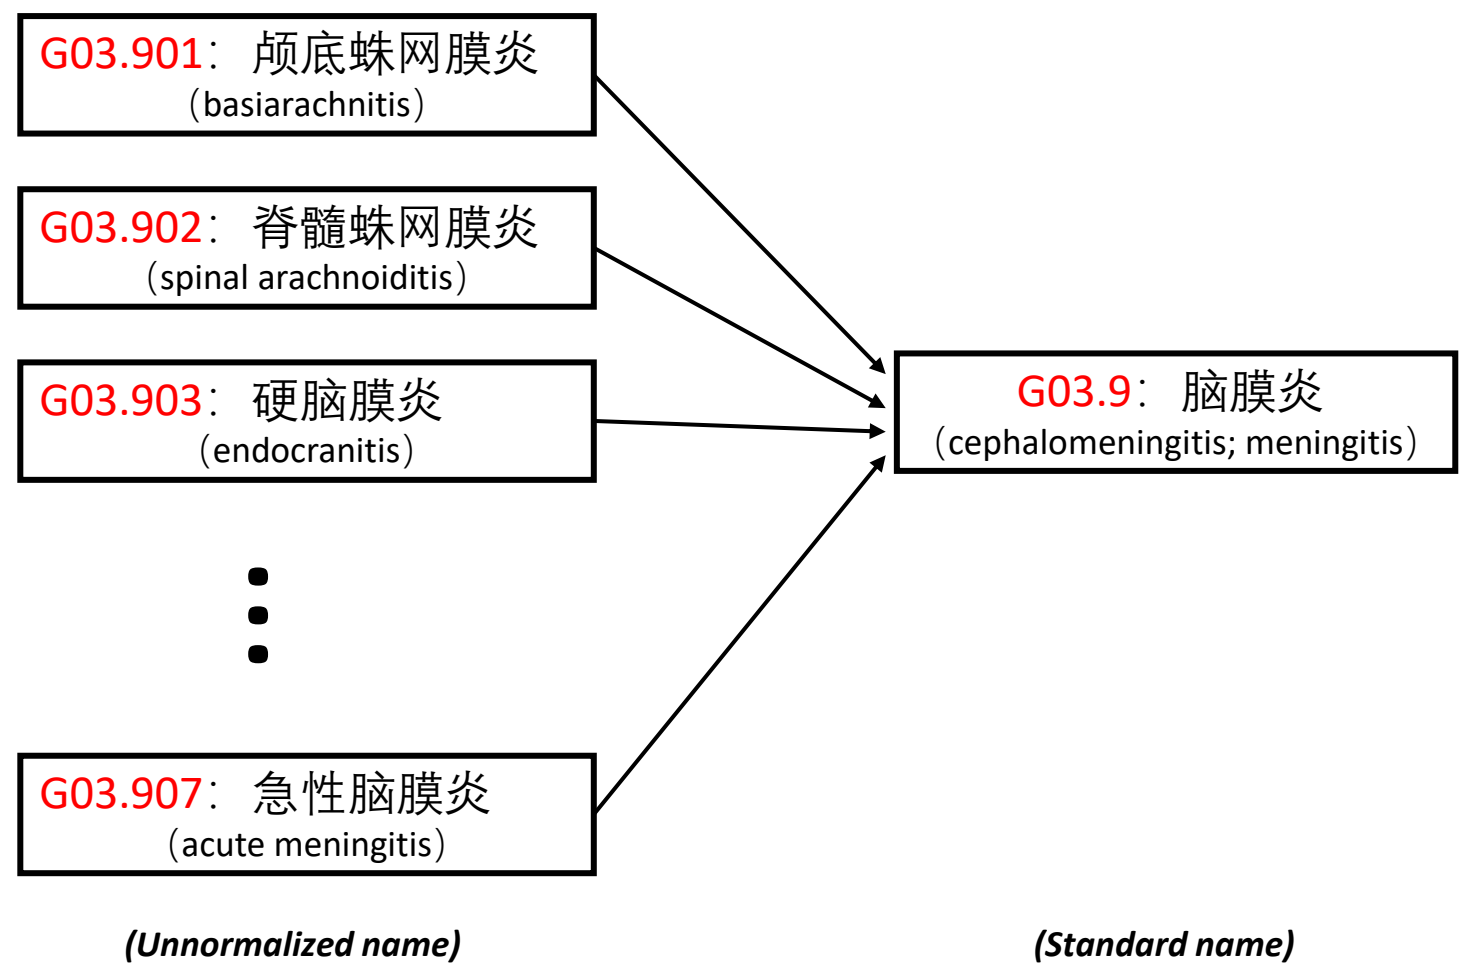 G03.901： 颅底蛛网膜炎
（basiarachnitis）
G03.902： 脊髓蛛网膜炎
（spinal arachnoiditis）
G03.903： 硬脑膜炎
（endocranitis）
G03.907： 急性脑膜炎
（acute meningitis）
(Unnormalized name)
G03.9： 脑膜炎
（cephalomeningitis; meningitis）
(Standard name)